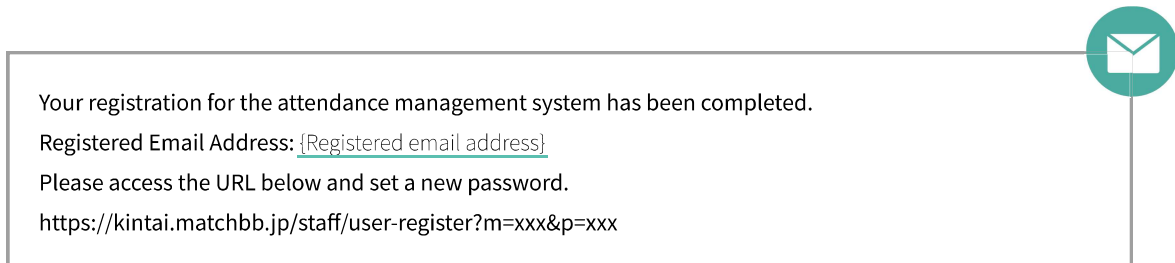 Your registration for the attendance management system has been completed.
Registered Email Address: {Registered email address}
Please access the URL below and set a new password.
https://kintai.matchbb.jp/staff/user-register?m=xxx&p=xxx